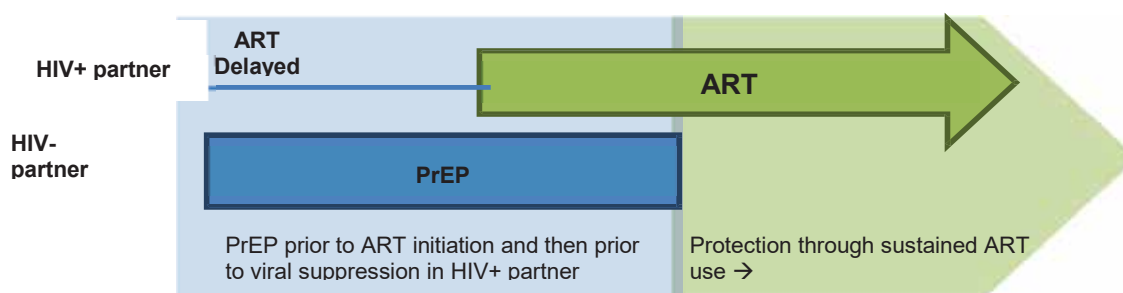 ART
Delayed
HIV+ partner
ART
HIV-
partner
PrEP
PrEP prior to ART initiation and then prior
to viral suppression in HIV+ partner
Protection through sustained ART
use →